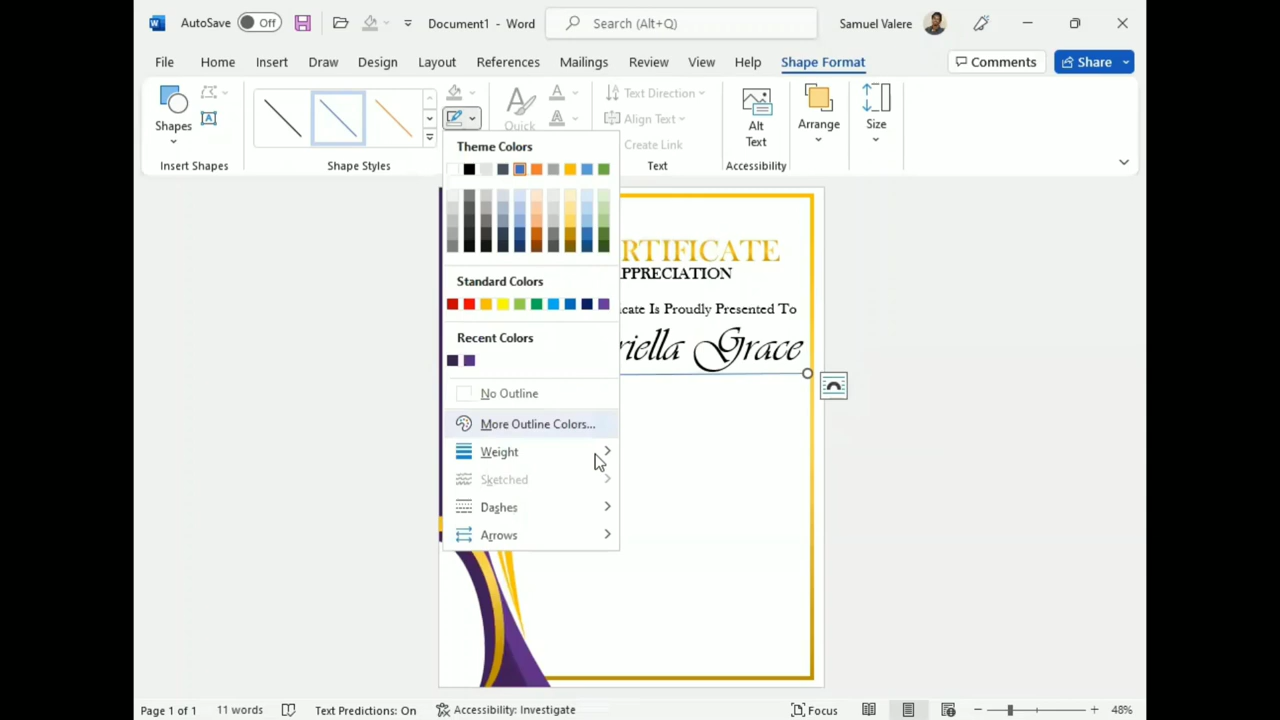 AutoSave Off Document1 - Word Search (Alt+Q) Samuel Valere
File Home Insert Draw Design Layout References Mailings Review View Help Shape Format Comments Share
Shapes
Insert Shapes
Shape Styles
Quick
Text Direction
Align Text
Create Link
Text
Alt
Text
Accessibility
Arrange
Size
Theme Colors
Standard Colors
Recent Colors
No Outline
More Outline Colors...
Weight
Sketched
Dashes
Arrows
RTIFICATE
PPRECIATION
icate Is Proudly Presented To
riella Grace
Page 1 of 1 11 words Text Predictions: On Accessibility: Investigate Focus 48%